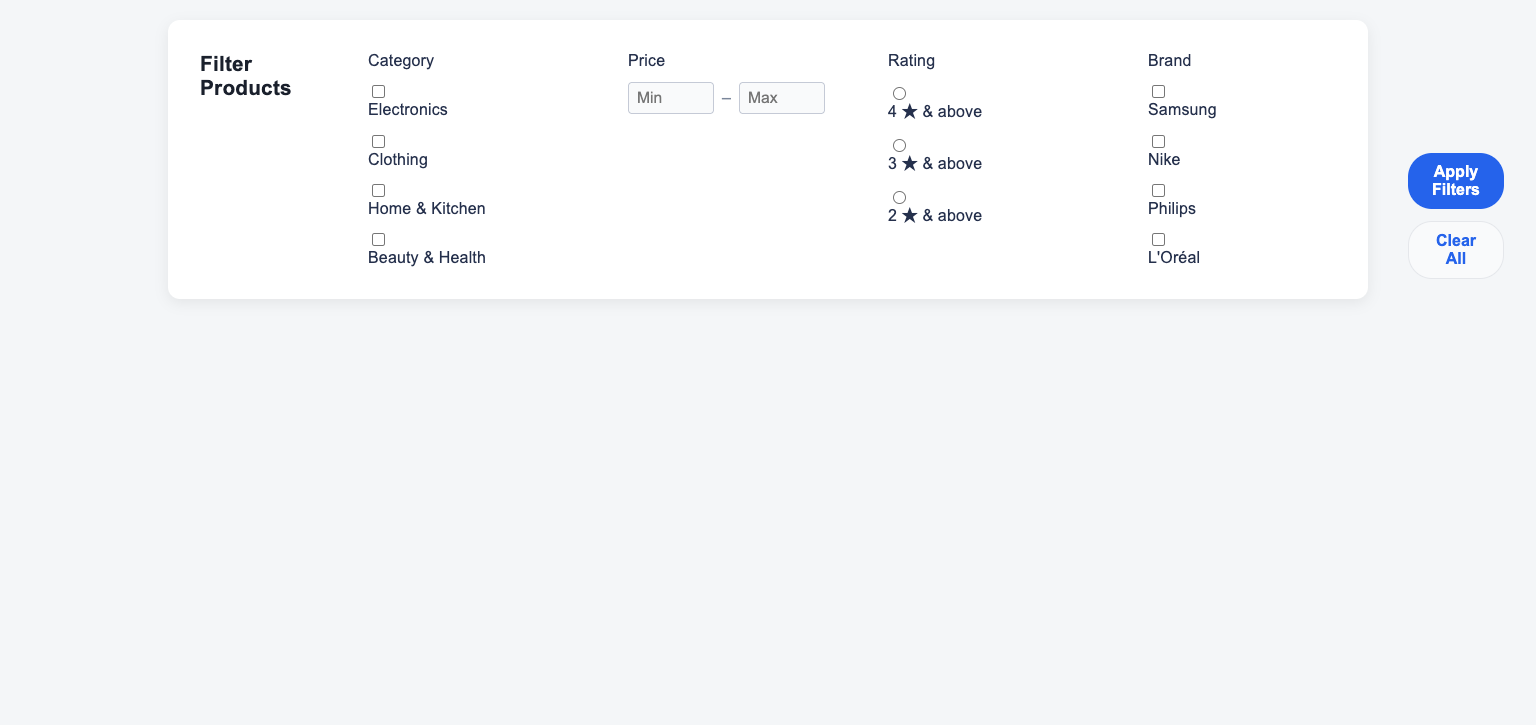 Filter
Products
Category
Electronics
Clothing
Home & Kitchen
Beauty & Health
Price
Min – Max
Rating
4 ★ & above
3 ★ & above
2 ★ & above
Brand
Samsung
Nike
Philips
L'Oréal
Apply
Filters
Clear
All